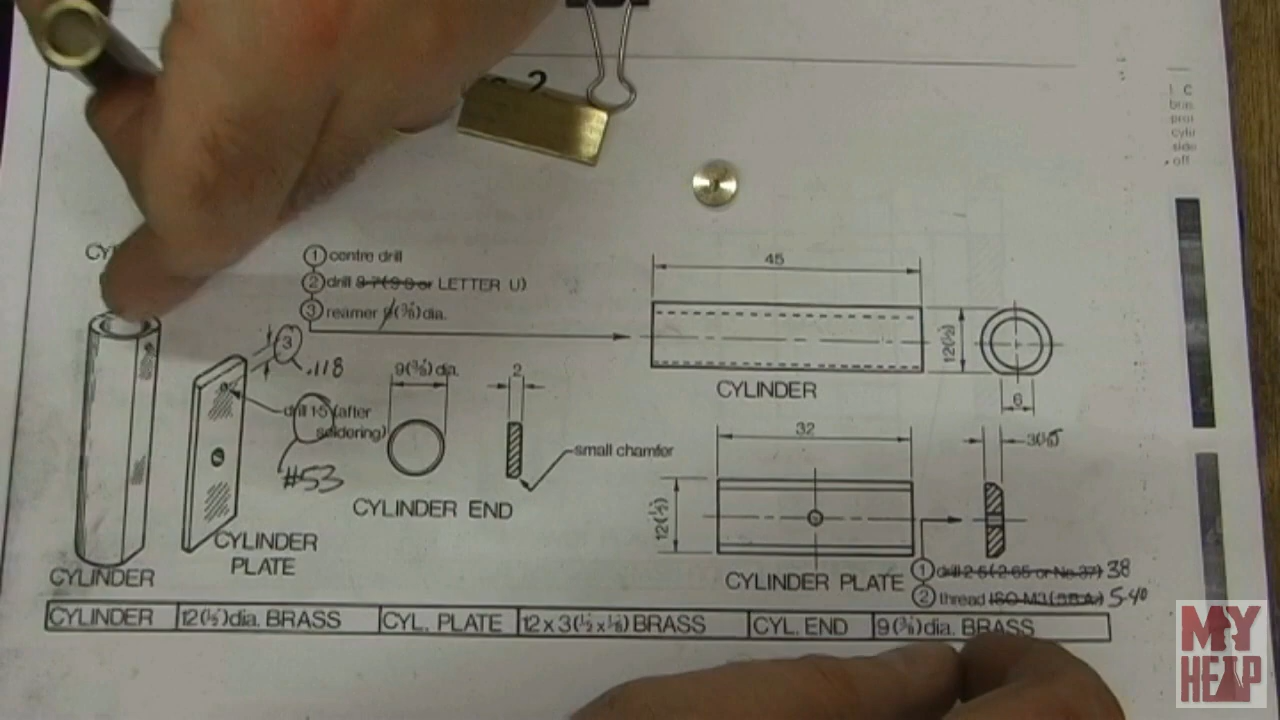 2
L C
① centre drill
② drill 8·7(9·0 or LETTER U)
③ reamer 9(3/8) dia.
3
.118
drill 1·5 (after
soldering)
#53
9(3/8) dia.
2
small chamfer
45
12(1/2)
6
CYLINDER
32
12(1/2)
CYLINDER END
CYLINDER
PLATE
CYLINDER
CYLINDER PLATE
① drill 2·5(2·65 or No.37) 38
② thread ISO M3(5BA) 5-40
CYLINDER 12(1/2)dia. BRASS CYL. PLATE 12 x 3(1/2 x 1/8) BRASS CYL. END 9(3/8)dia. BRASS
MY
HEAP